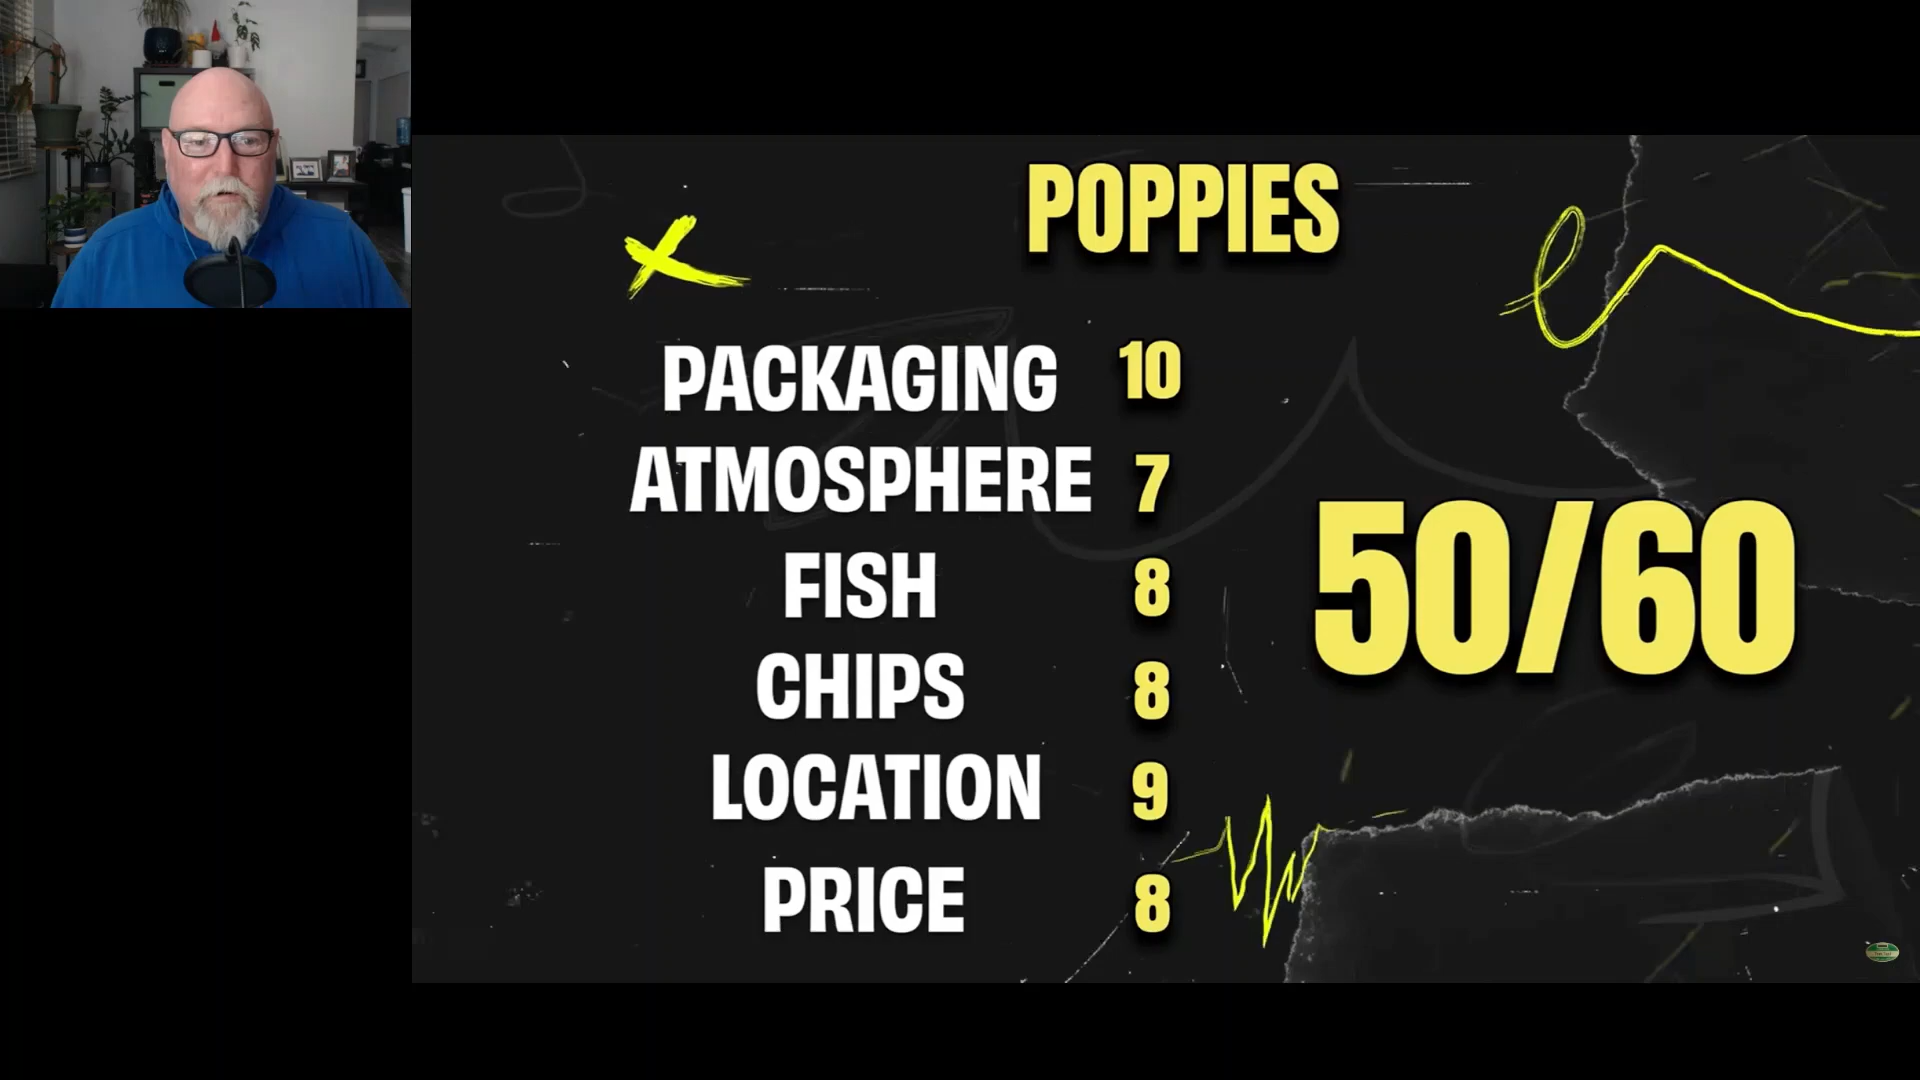 POPPIES
PACKAGING 10
ATMOSPHERE 7
FISH 8
CHIPS 8
LOCATION 9
PRICE 8
50/60